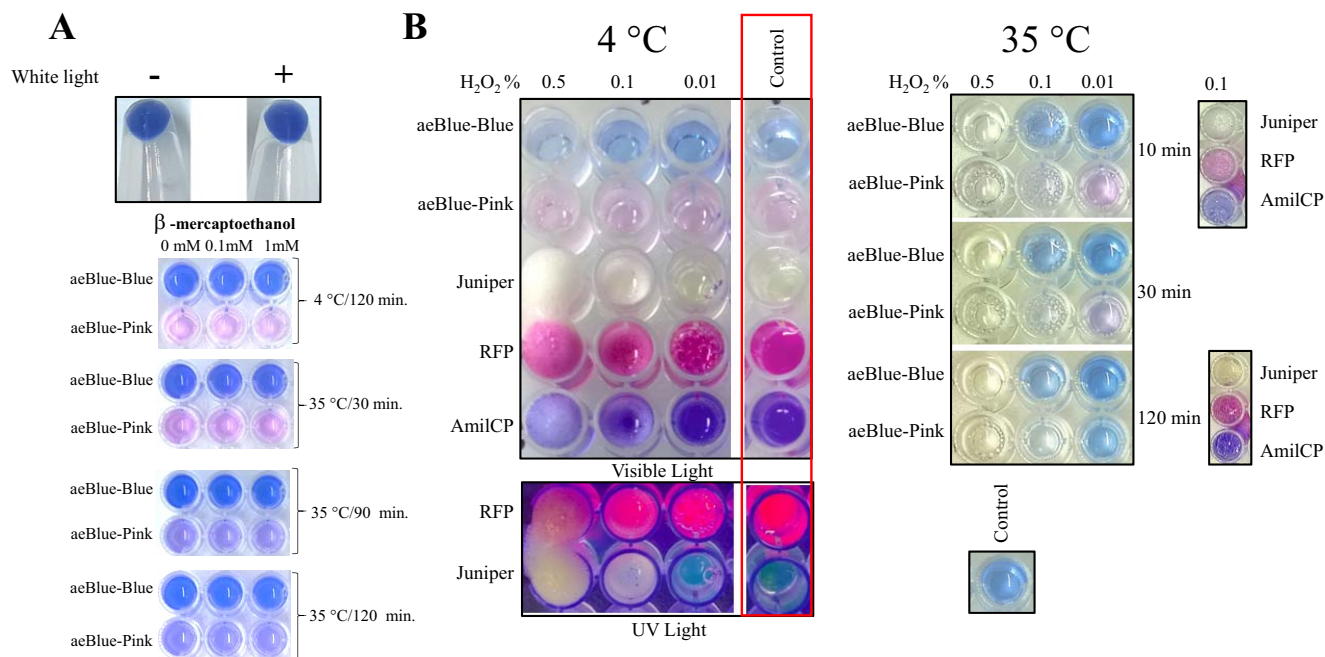 A
White light - +
β -mercaptoethanol
0 mM 0.1mM 1mM
aeBlue-Blue
aeBlue-Pink
4 °C/120 min.
aeBlue-Blue
aeBlue-Pink
35 °C/30 min.
aeBlue-Blue
aeBlue-Pink
35 °C/90 min.
aeBlue-Blue
aeBlue-Pink
35 °C/120 min.
B
4 °C
Control
H₂O₂ % 0.5 0.1 0.01
aeBlue-Blue
aeBlue-Pink
Juniper
RFP
AmilCP
Visible Light
RFP
Juniper
UV Light
35 °C
H₂O₂ % 0.5 0.1 0.01 0.1
aeBlue-Blue
aeBlue-Pink
10 min
Juniper
RFP
AmilCP
aeBlue-Blue
aeBlue-Pink
30 min
aeBlue-Blue
aeBlue-Pink
120 min
Juniper
RFP
AmilCP
Control